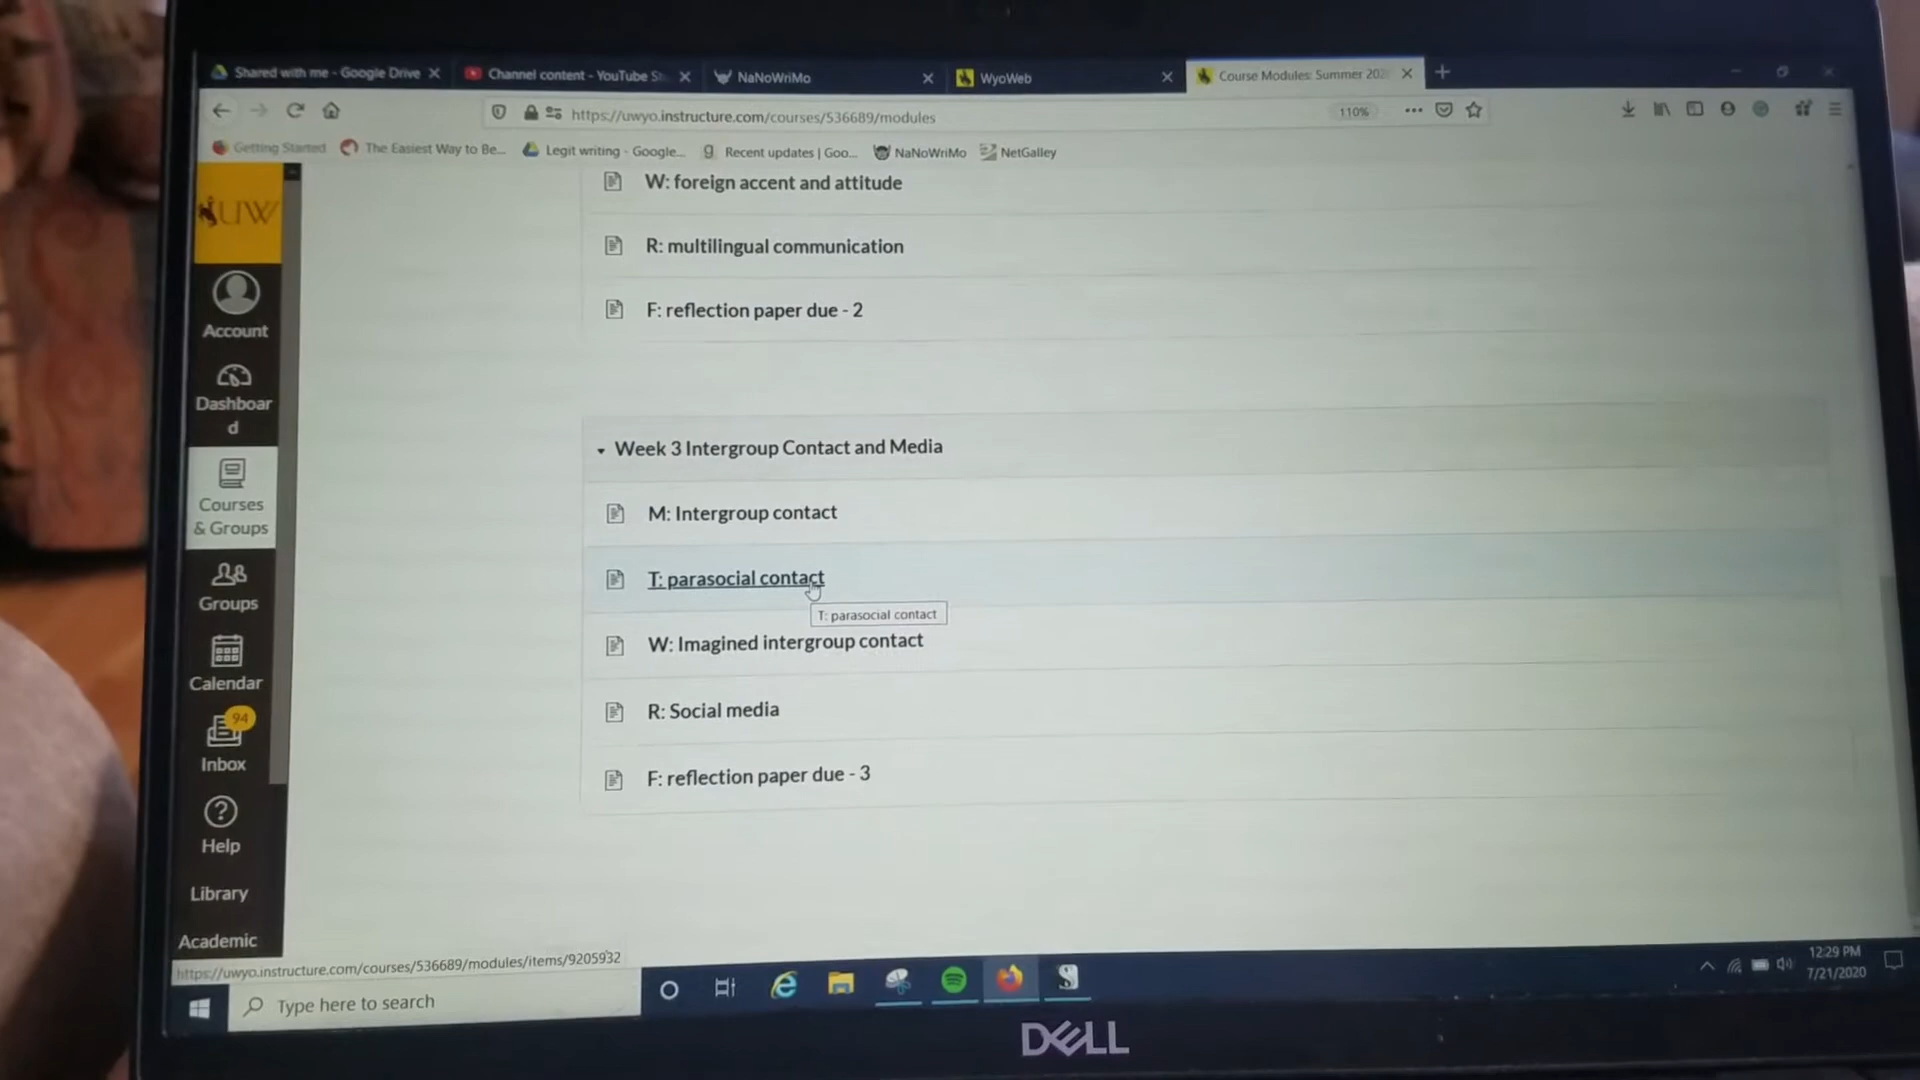 Shared with me - Google Drive
Channel content - YouTube St
NaNoWriMo
WyoWeb
Course Modules: Summer 202
https://uwyo.instructure.com/courses/536689/modules
110%
Getting Started
The Easiest Way to Be...
Legit writing - Google...
Recent updates | Goo...
NaNoWriMo
NetGalley
UW
Account
Dashboar
d
Courses
& Groups
Groups
Calendar
94
Inbox
Help
Library
Academic
W: foreign accent and attitude
R: multilingual communication
F: reflection paper due - 2
Week 3 Intergroup Contact and Media
M: Intergroup contact
T: parasocial contact
T: parasocial contact
W: Imagined intergroup contact
R: Social media
F: reflection paper due - 3
https://uwyo.instructure.com/courses/536689/modules/items/9205932
Type here to search
12:29 PM
7/21/2020
DELL